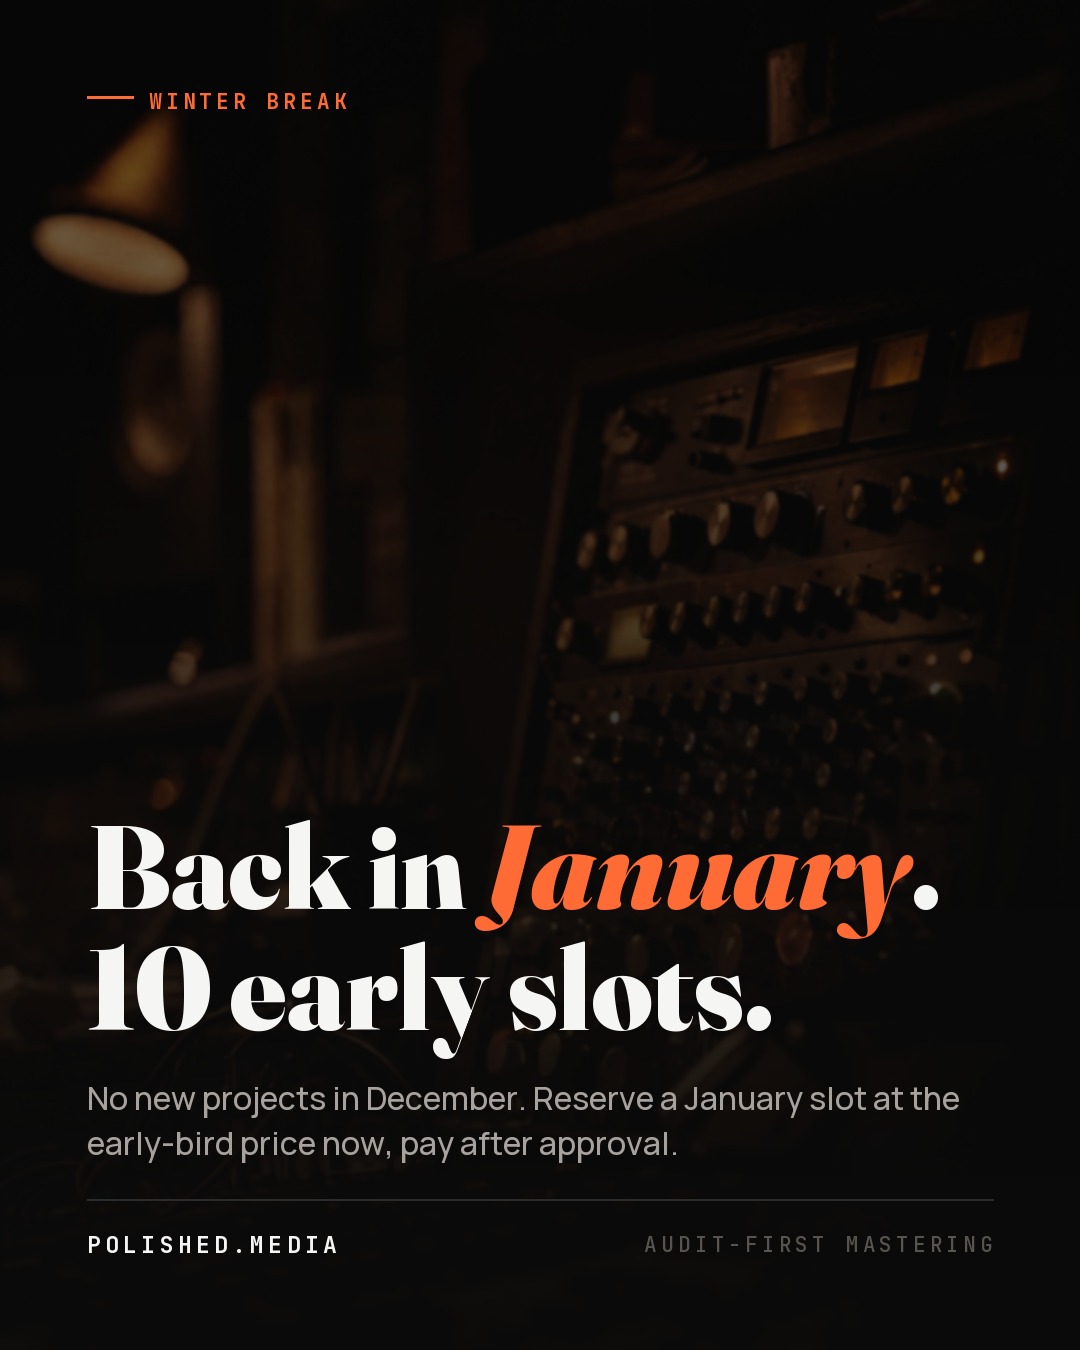 WINTER BREAK
Back in January.
10 early slots.
No new projects in December. Reserve a January slot at the
early-bird price now, pay after approval.
POLISHED.MEDIA
AUDIT-FIRST MASTERING